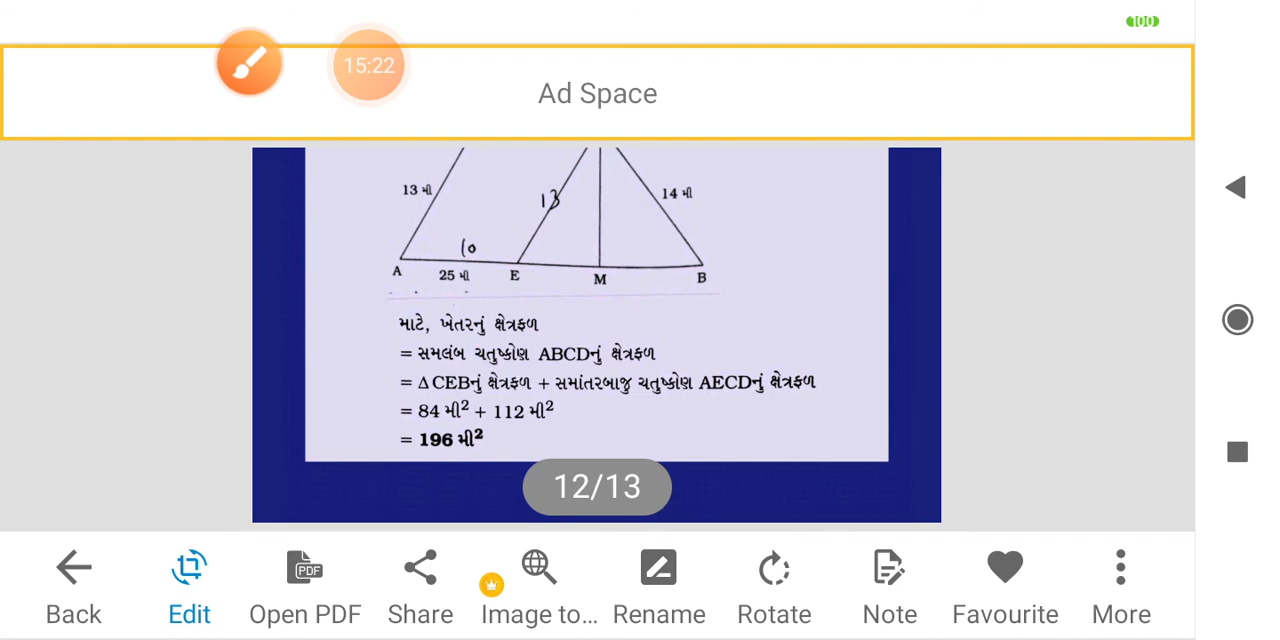 100
15:22
Ad Space
13 મી
13
14 મી
10
A
25 મી
E
M
B
માટે, ખેતરનું ક્ષેત્રફળ
= સમલંબ ચતુષ્કોણ ABCDનું ક્ષેત્રફળ
= Δ CEBનું ક્ષેત્રફળ + સમાંતરબાજુ ચતુષ્કોણ AECDનું ક્ષેત્રફળ
= 84 મી² + 112 મી²
= 196 મી²
12/13
PDF
Back
Edit
Open PDF
Share
Image to...
Rename
Rotate
Note
Favourite
More